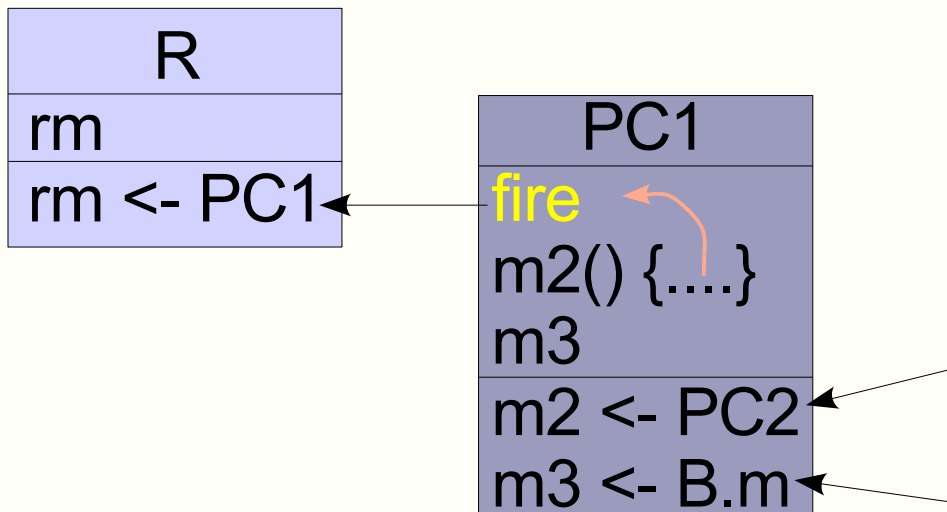 R
rm
rm <- PC1
PC1
fire
m2() {....}
m3
m2 <- PC2
m3 <- B.m